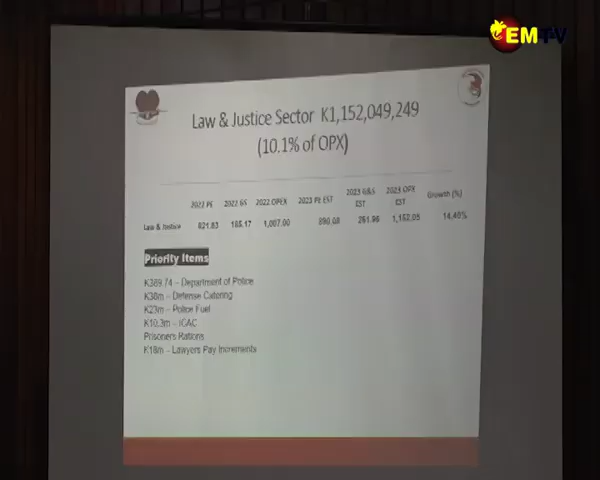 EM TV
Law & Justice Sector K1,152,049,249
(10.1% of OPX)
2022 PE 2022 GS 2022 OPEX 2023 PE EST 2023 G&S EST 2023 OPX EST Growth (%)
Law & Justice 821.83 185.17 1,007.00 890.08 261.96 1,152.05 14.40%
Priority Items
K389.74 – Department of Police
K38m – Defense Catering
K23m – Police Fuel
K10.3m – ICAC
Prisoners Rations
K18m – Lawyers Pay Increments